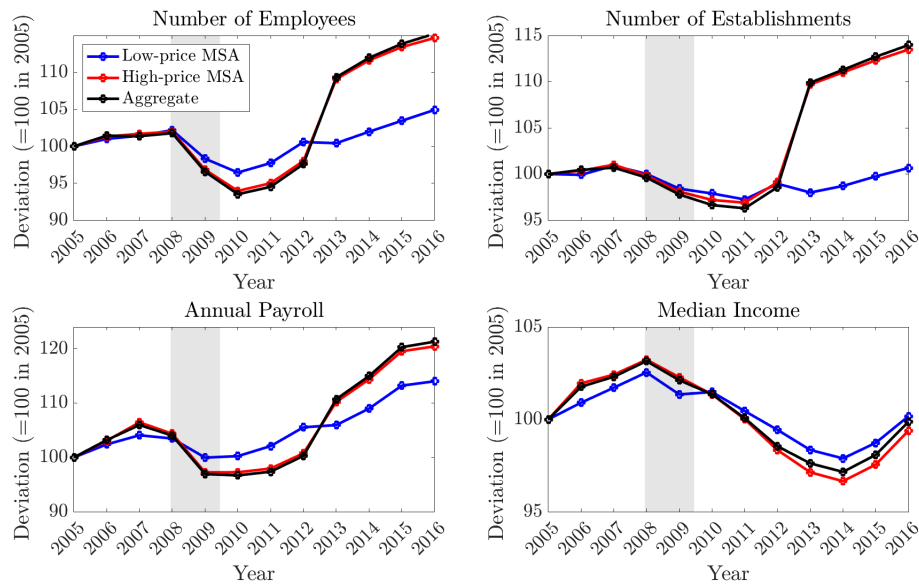 Number of Employees
Deviation (=100 in 2005)
110
105
100
95
90
Low-price MSA
High-price MSA
Aggregate
2005 2006 2007 2008 2009 2010 2011 2012 2013 2014 2015 2016
Year
Number of Establishments
Deviation (=100 in 2005)
115
110
105
100
95
2005 2006 2007 2008 2009 2010 2011 2012 2013 2014 2015 2016
Year
Annual Payroll
Deviation (=100 in 2005)
120
110
100
90
2005 2006 2007 2008 2009 2010 2011 2012 2013 2014 2015 2016
Year
Median Income
Deviation (=100 in 2005)
105
100
95
2005 2006 2007 2008 2009 2010 2011 2012 2013 2014 2015 2016
Year